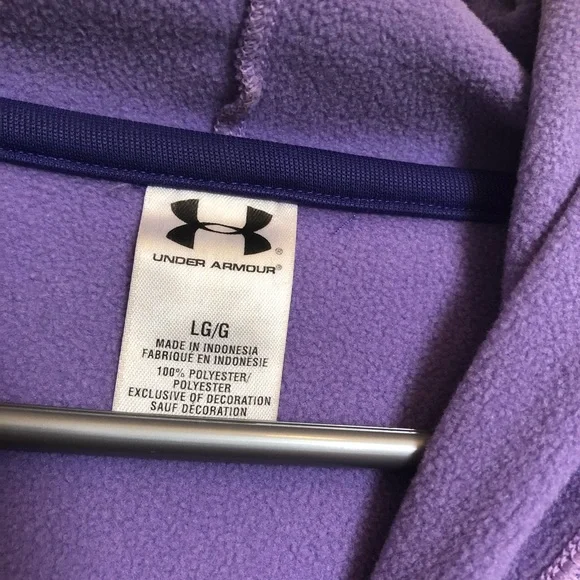 UNDER ARMOUR®
LG/G
MADE IN INDONESIA
FABRIQUE EN INDONESIE
100% POLYESTER/
POLYESTER
EXCLUSIVE OF DECORATION
SAUF DECORATION